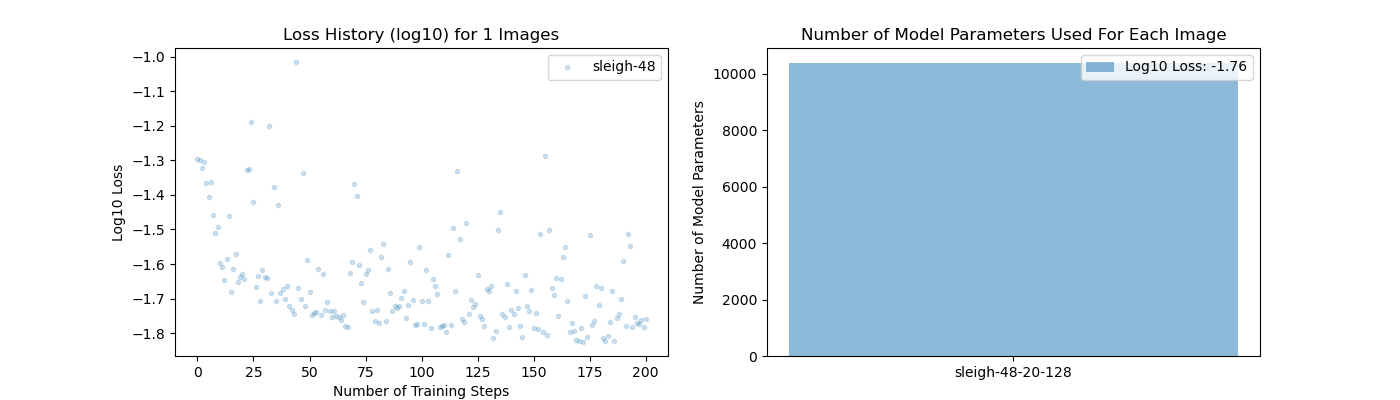 Loss History (log10) for 1 Images
sleigh-48
−1.0
−1.1
−1.2
−1.3
−1.4
−1.5
−1.6
−1.7
−1.8
Log10 Loss
0 25 50 75 100 125 150 175 200
Number of Training Steps
Number of Model Parameters Used For Each Image
Log10 Loss: -1.76
10000
8000
6000
4000
2000
0
Number of Model Parameters
sleigh-48-20-128